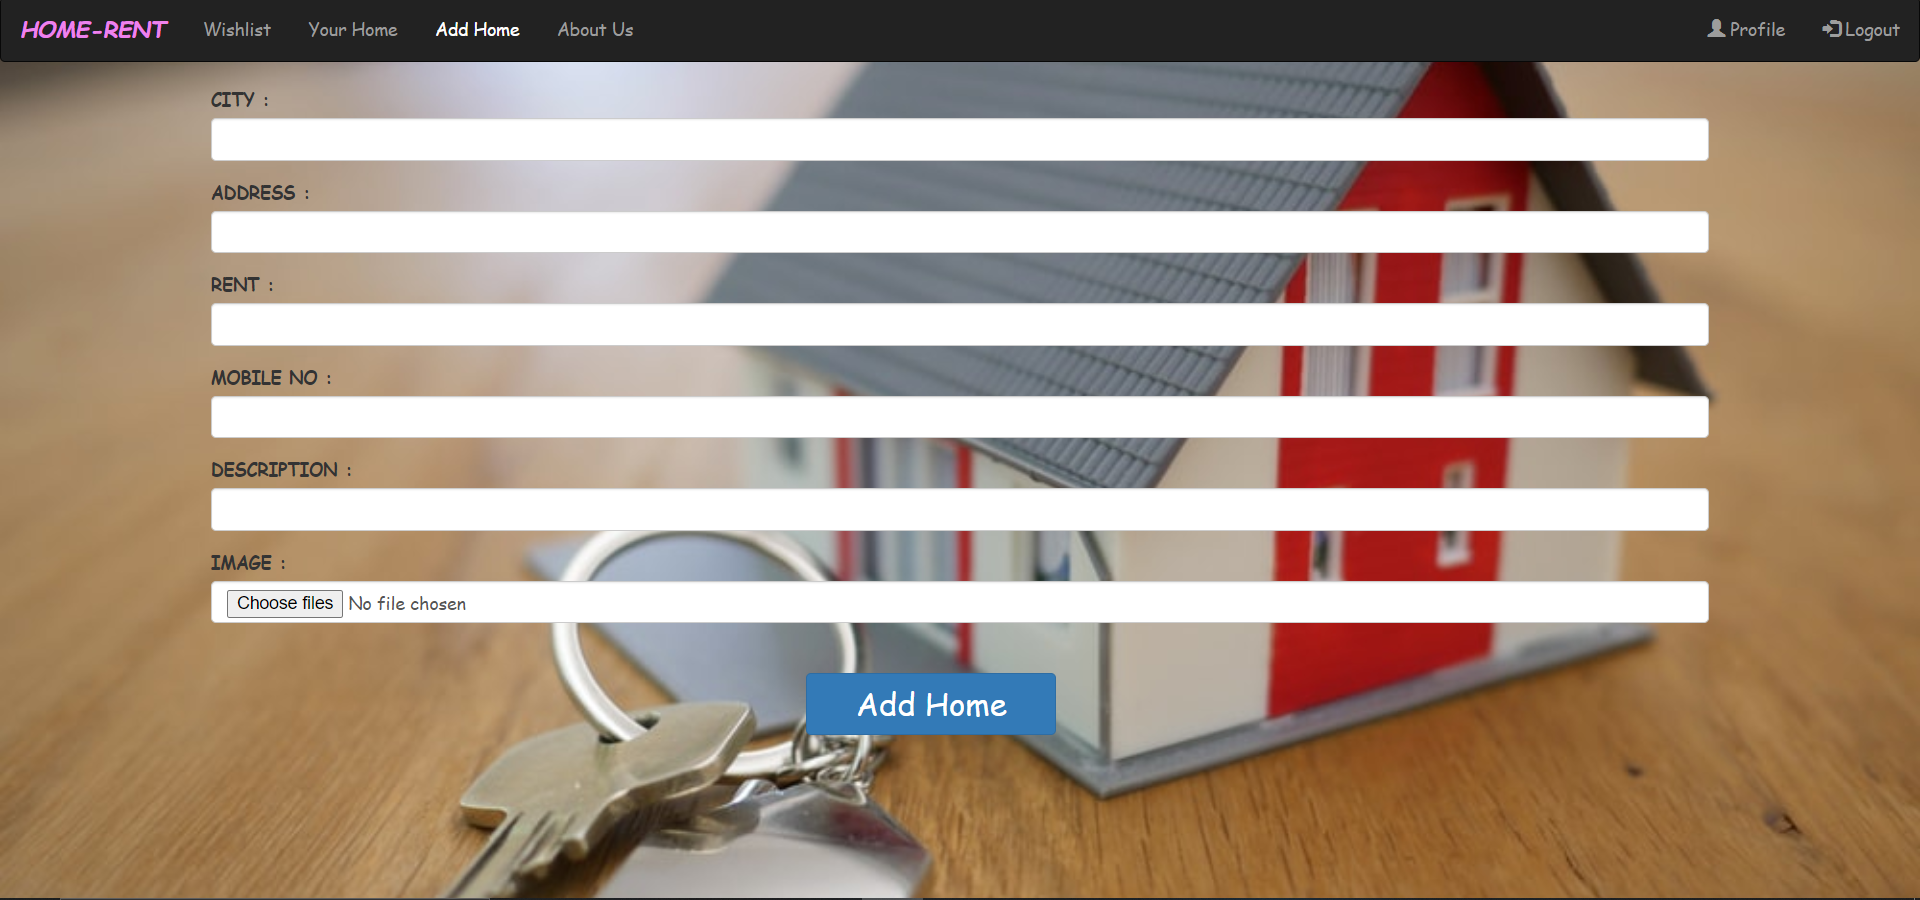 HOME-RENT Wishlist Your Home Add Home About Us Profile Logout
CITY :
ADDRESS :
RENT :
MOBILE NO :
DESCRIPTION :
IMAGE :
Choose files No file chosen
Add Home